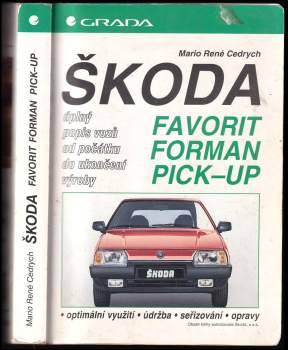 GRADA
Mario René Cedrych
ŠKODA
FAVORIT
FORMAN
PICK–UP
úplný
popis vozů
od počátku
do ukončení
výroby
ŠKODA
• optimální využití • údržba • seřizování • opravy
Mario René Cedrych ŠKODA FAVORIT FORMAN PICK–UP